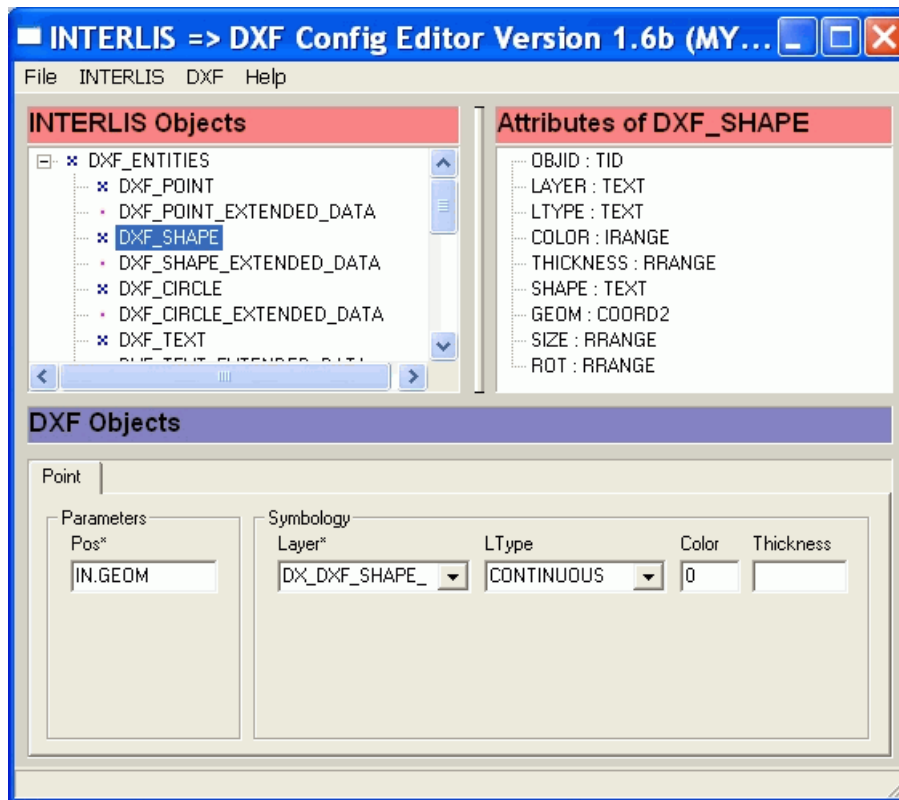 INTERLIS => DXF Config Editor Version 1.6b (MY...
File INTERLIS DXF Help
INTERLIS Objects
DXF_ENTITIES
DXF_POINT
DXF_POINT_EXTENDED_DATA
DXF_SHAPE
DXF_SHAPE_EXTENDED_DATA
DXF_CIRCLE
DXF_CIRCLE_EXTENDED_DATA
DXF_TEXT
Attributes of DXF_SHAPE
OBJID : TID
LAYER : TEXT
LTYPE : TEXT
COLOR : IRANGE
THICKNESS : RRANGE
SHAPE : TEXT
GEOM : COORD2
SIZE : RRANGE
ROT : RRANGE
DXF Objects
Point
Parameters
Pos*
IN.GEOM
Symbology
Layer* LType Color Thickness
DX_DXF_SHAPE_ CONTINUOUS 0